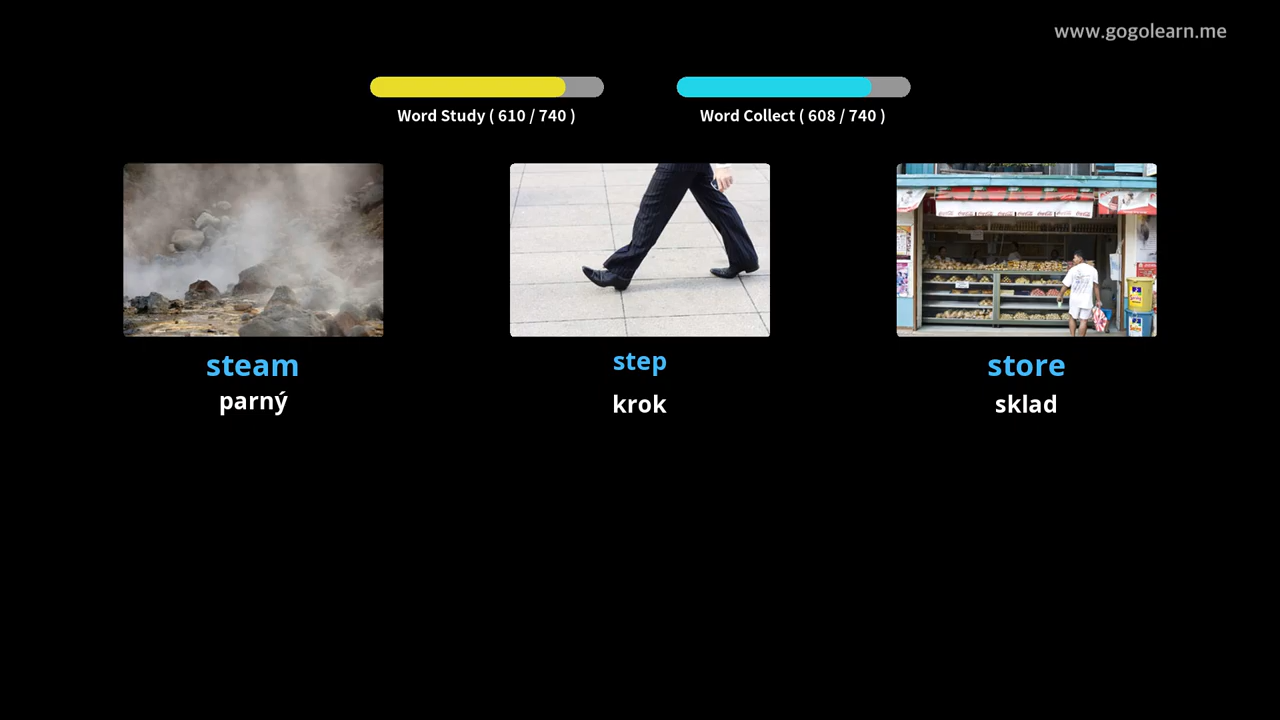 www.gogolearn.me
Word Study ( 610 / 740 )
Word Collect ( 608 / 740 )
steam
step
store
parný
krok
sklad